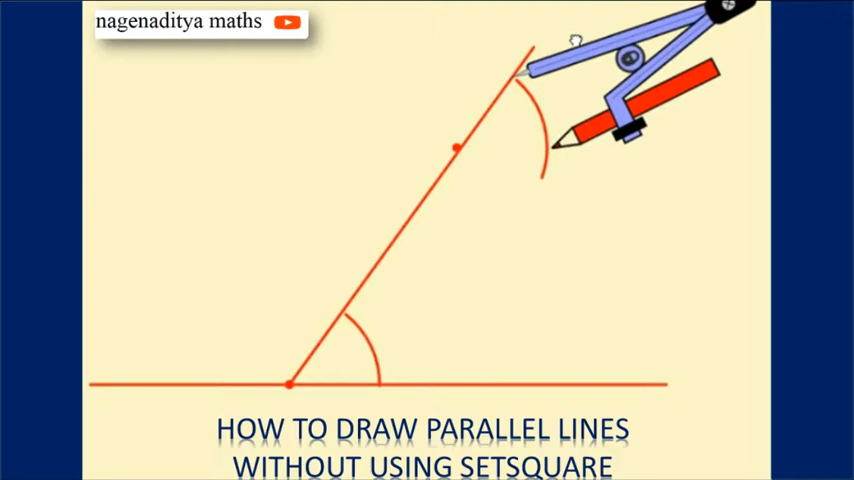 nagenaditya maths
HOW TO DRAW PARALLEL LINES
WITHOUT USING SETSQUARE